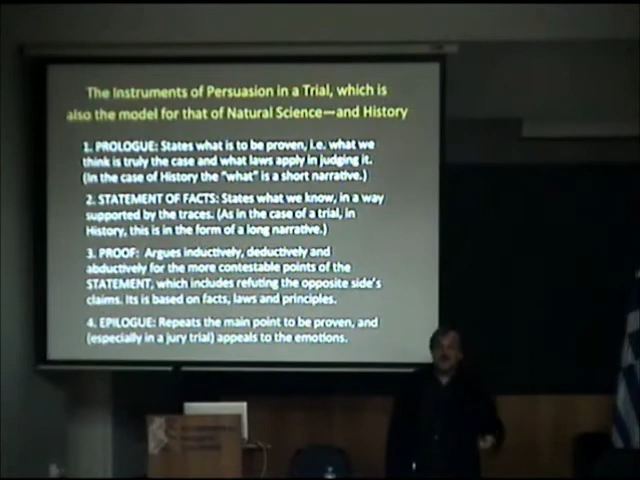 The Instruments of Persuasion in a Trial, which is
also the model for that of Natural Science—and History
1. PROLOGUE: States what is to be proven, i.e. what we
think is truly the case and what laws apply in judging it.
(In the case of History the "what" is a short narrative.)
2. STATEMENT OF FACTS: States what we know, in a way
supported by the traces. (As in the case of a trial, in
History, this is in the form of a long narrative.)
3. PROOF: Argues inductively, deductively and
abductively for the more contestable points of the
STATEMENT, which includes refuting the opposite side's
claims. Its is based on facts, laws and principles.
4. EPILOGUE: Repeats the main point to be proven, and
(especially in a jury trial) appeals to the emotions.